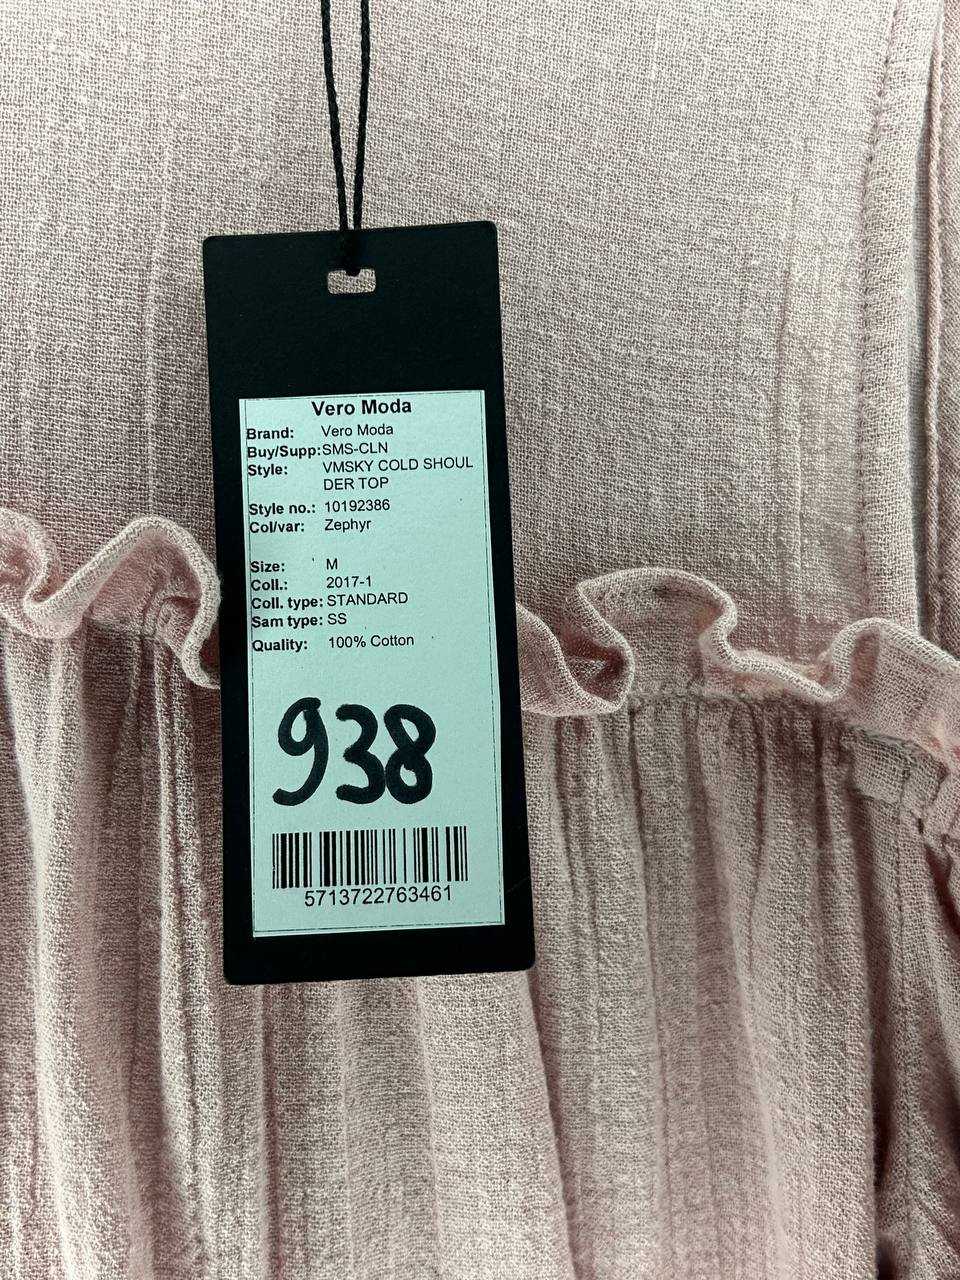 Vero Moda
Brand: Vero Moda
Buy/Supp: SMS-CLN
Style: VMSKY COLD SHOUL
DER TOP
Style no.: 10192386
Col/var: Zephyr
Size: M
Coll.: 2017-1
Coll. type: STANDARD
Sam type: SS
Quality: 100% Cotton
938
5713722763461